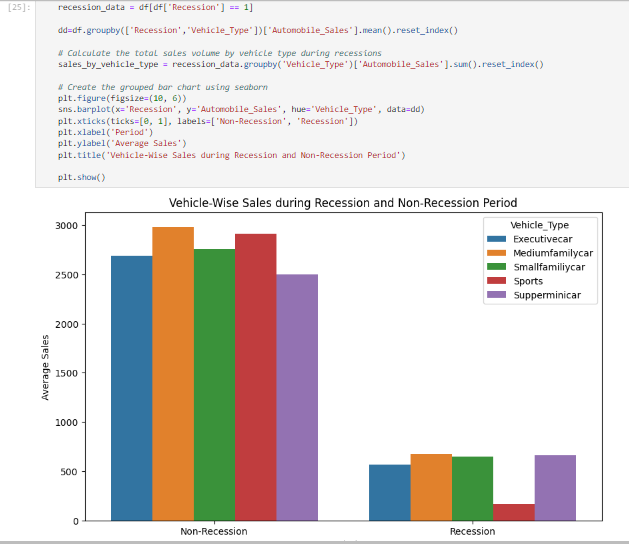 [25]: recession_data = df[df['Recession'] == 1]
dd=df.groupby(['Recession','Vehicle_Type'])['Automobile_Sales'].mean().reset_index()
# Calculate the total sales volume by vehicle type during recessions
sales_by_vehicle_type = recession_data.groupby('Vehicle_Type')['Automobile_Sales'].sum().reset_index()
# Create the grouped bar chart using seaborn
plt.figure(figsize=(10, 6))
sns.barplot(x='Recession', y='Automobile_Sales', hue='Vehicle_Type', data=dd)
plt.xticks(ticks=[0, 1], labels=['Non-Recession', 'Recession'])
plt.xlabel('Period')
plt.ylabel('Average Sales')
plt.title('Vehicle-Wise Sales during Recession and Non-Recession Period')
plt.show()
Vehicle-Wise Sales during Recession and Non-Recession Period
Vehicle_Type
Executivecar
Mediumfamilycar
Smallfamiliycar
Sports
Supperminicar
3000
2500
2000
1500
1000
500
0
Average Sales
Non-Recession
Recession